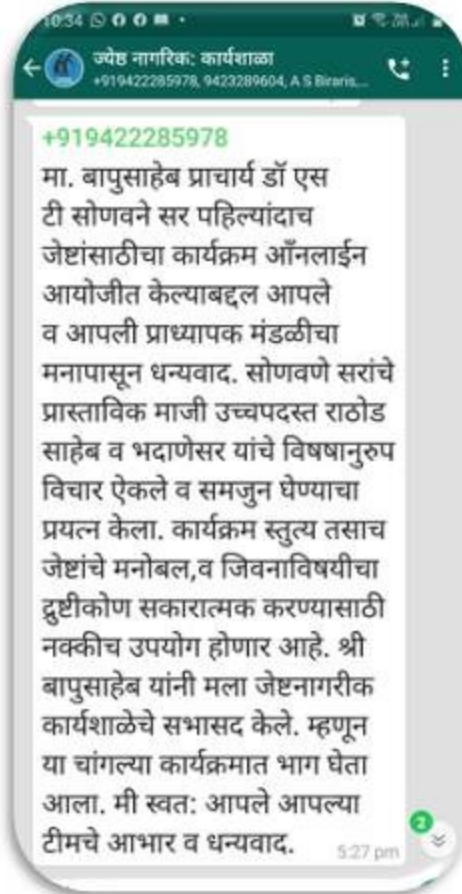 10:34
ज्येष्ठ नागरिक: कार्यशाळा
+919422285978, 9423289604, A S Biraris,...
+919422285978
मा. बापुसाहेब प्राचार्य डॉ एस
टी सोणवने सर पहिल्यांदाच
जेष्टांसाठीचा कार्यक्रम ऑनलाईन
आयोजीत केल्याबद्दल आपले
व आपली प्राध्यापक मंडळीचा
मनापासून धन्यवाद. सोणवणे सरांचे
प्रास्ताविक माजी उच्चपदस्त राठोड
साहेब व भदाणेसर यांचे विषषानुरुप
विचार ऐकले व समजुन घेण्याचा
प्रयत्न केला. कार्यक्रम स्तुत्य तसाच
जेष्टांचे मनोबल,व जिवनाविषयीचा
द्रुष्टीकोण सकारात्मक करण्यासाठी
नक्कीच उपयोग होणार आहे. श्री
बापुसाहेब यांनी मला जेष्टनागरीक
कार्यशाळेचे सभासद केले. म्हणून
या चांगल्या कार्यक्रमात भाग घेता
आला. मी स्वत: आपले आपल्या
टीमचे आभार व धन्यवाद.
5:27 pm
2